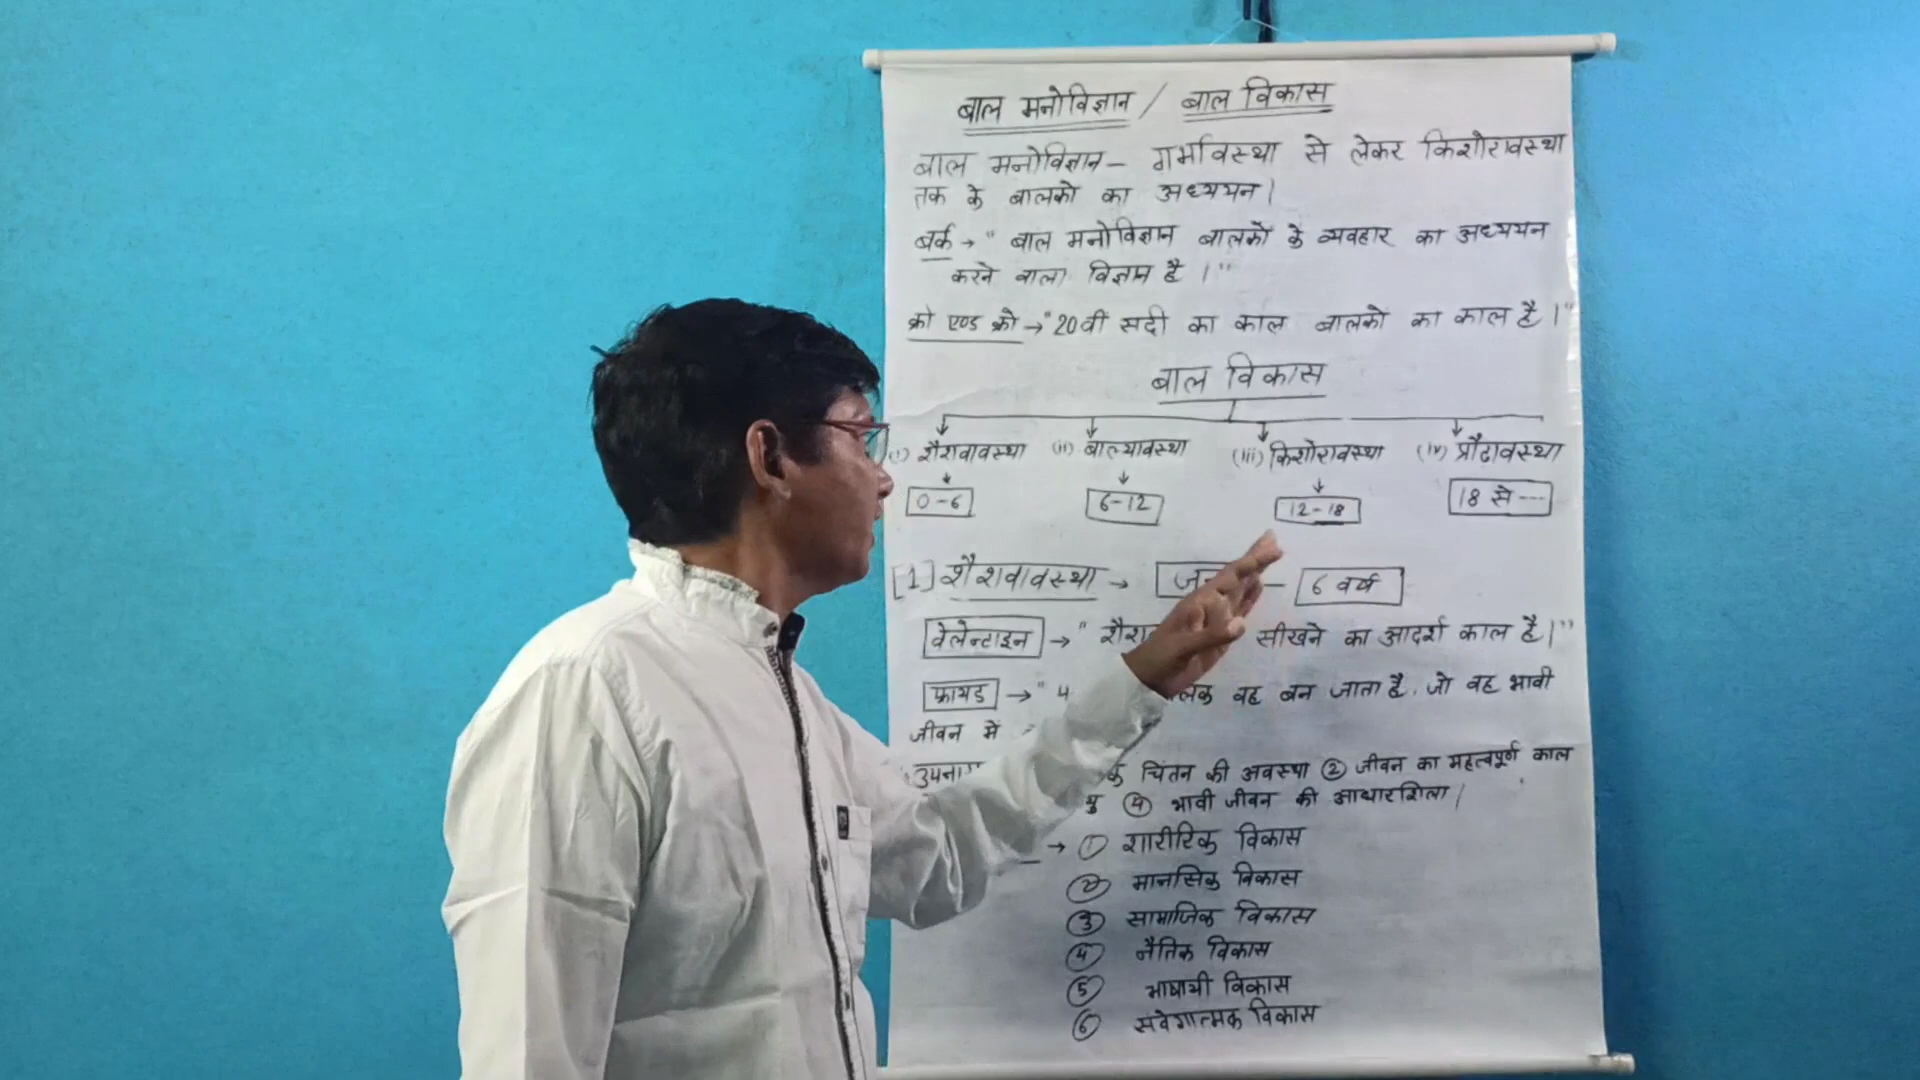 बाल मनोविज्ञान / बाल विकास
बाल मनोविज्ञान - गर्भावस्था से लेकर किशोरावस्था
तक के बालको का अध्ययन।
बर्क → " बाल मनोविज्ञान बालकों के व्यवहार का अध्ययन
करने वाला विज्ञान है ।"
क्रो एण्ड क्रो → "20वी सदी का काल बालको का काल है ।"
बाल विकास
(i) शैशवावस्था (ii) बाल्यावस्था (iii) किशोरावस्था (iv) प्रौढावस्था
0-6 6-12 12-18 18 से ---
[1] शैशवावस्था → - 6 वर्ष
वेलेन्टाइन → " सीखने का आदर्श काल है।"
फ्रायड → " 4 वह बन जाता है, जो वह भावी
जीवन में
चिंतन की अवस्था ② जीवन का महत्वपूर्ण काल
④ भावी जीवन की आधारशिला।
→ ① शारीरिक विकास
② मानसिक विकास
③ सामाजिक विकास
④ नैतिक विकास
⑤ भाषायी विकास
⑥ संवेगात्मक विकास